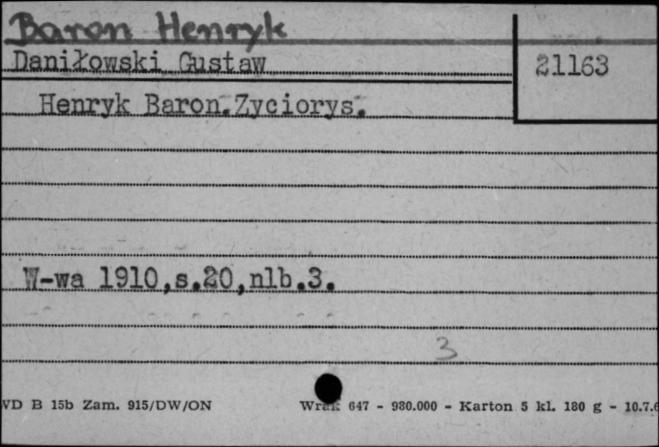 Baron Henryk
Daniłowski Gustaw
21163
Henryk Baron.Zyciorys.
W-wa 1910,s.20,nlb.3.
3
VD B 15b Zam. 915/DW/ON
647 - 980.000 - Karton 5 kl. 180 g - 10.7.6